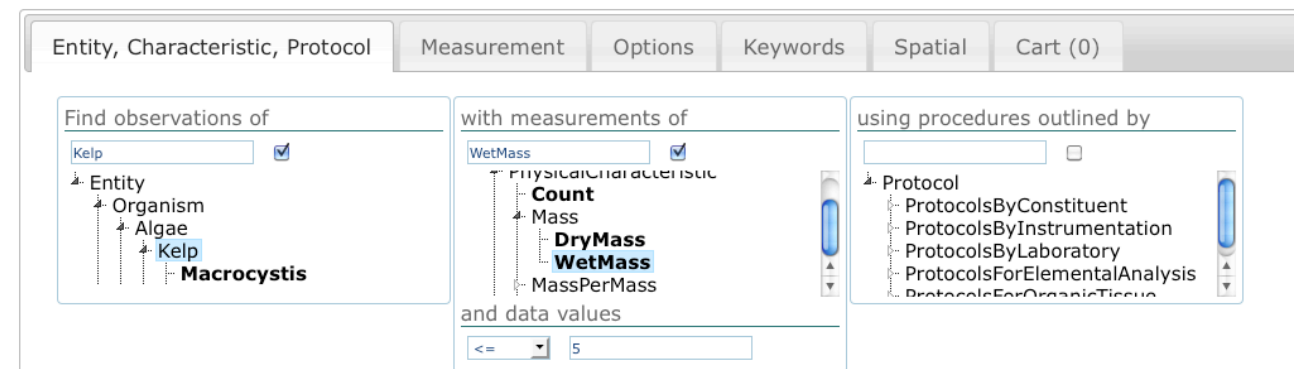 Entity, Characteristic, Protocol Measurement Options Keywords Spatial Cart (0)
Find observations of
Kelp
Entity
Organism
Algae
Kelp
Macrocystis
with measurements of
WetMass
PhysicalCharacteristic
Count
Mass
DryMass
WetMass
MassPerMass
and data values
<= 5
using procedures outlined by
Protocol
ProtocolsByConstituent
ProtocolsByInstrumentation
ProtocolsByLaboratory
ProtocolsForElementalAnalysis
ProtocolsForOrganicTissue